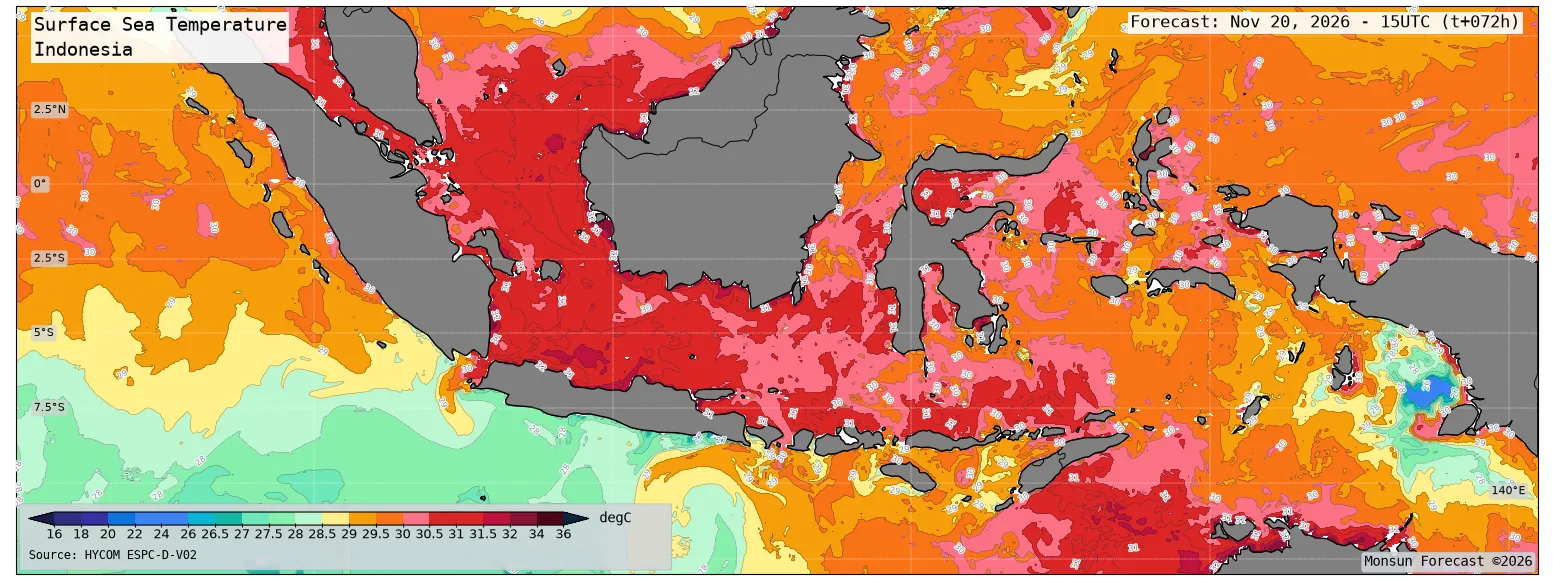 Surface Sea Temperature
Indonesia
Forecast: Nov 20, 2026 - 15UTC (t+072h)
2.5°N
0°
2.5°S
5°S
7.5°S
140°E
degC
16 18 20 22 24 26 26.5 27 27.5 28 28.5 29 29.5 30 30.5 31 31.5 32 34 36
Source: HYCOM ESPC-D-V02
Monsun Forecast ©2026